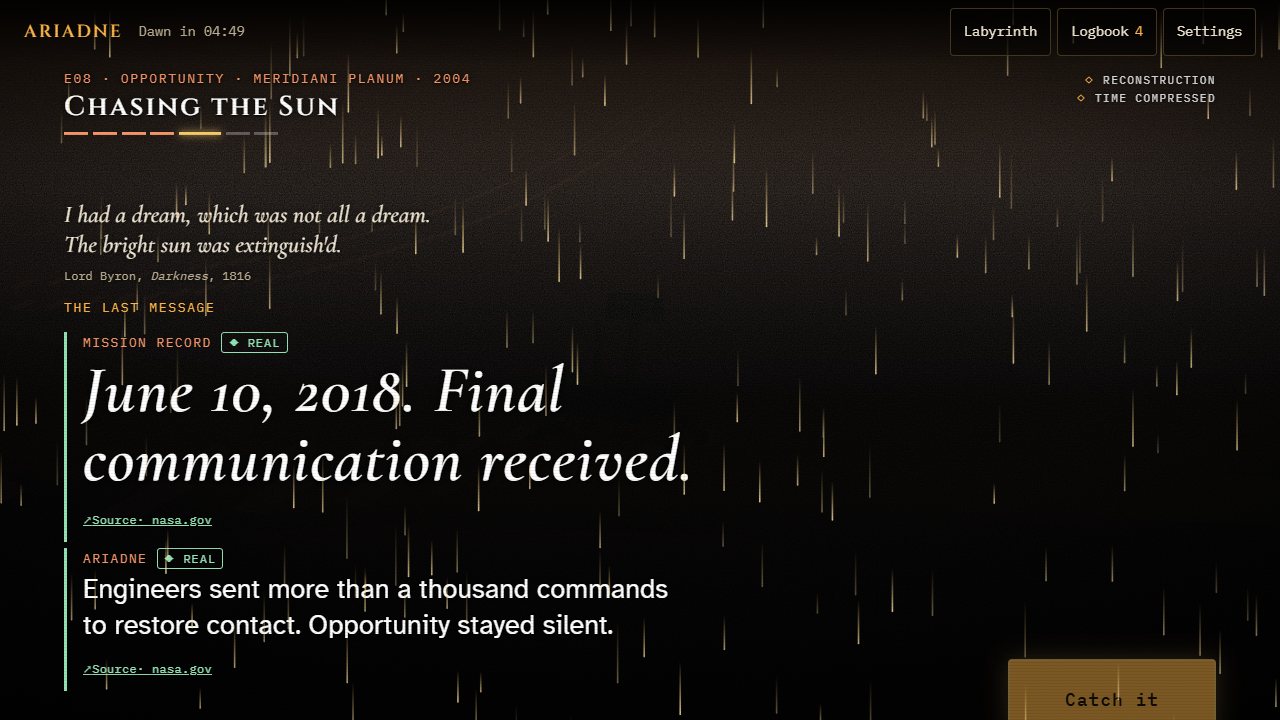 ARIADNE Dawn in 04:49 Labyrinth Logbook 4 Settings
E08 · OPPORTUNITY · MERIDIANI PLANUM · 2004
◇ RECONSTRUCTION
Chasing the Sun
◇ TIME COMPRESSED
I had a dream, which was not all a dream.
The bright sun was extinguish'd.
Lord Byron, Darkness, 1816
THE LAST MESSAGE
MISSION RECORD ◆ REAL
June 10, 2018. Final
communication received.
↗Source· nasa.gov
ARIADNE ◆ REAL
Engineers sent more than a thousand commands
to restore contact. Opportunity stayed silent.
↗Source· nasa.gov
Catch it